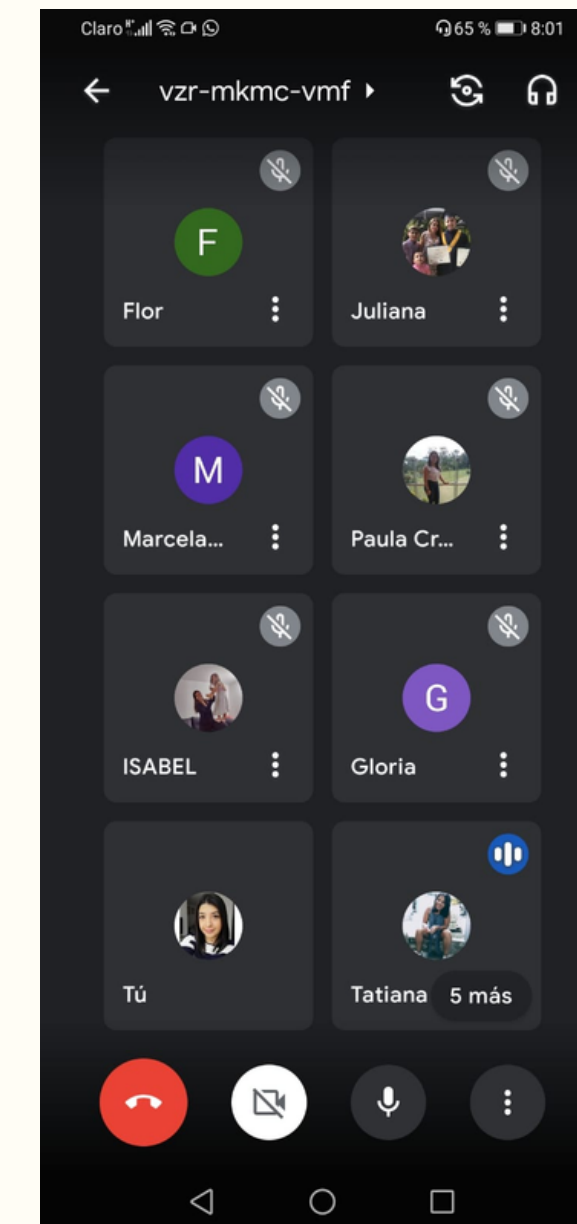 Claro 65 % 8:01
vzr-mkmc-vmf
F
Flor
Juliana
M
Marcela...
Paula Cr...
ISABEL
G
Gloria
Tú
Tatiana 5 más